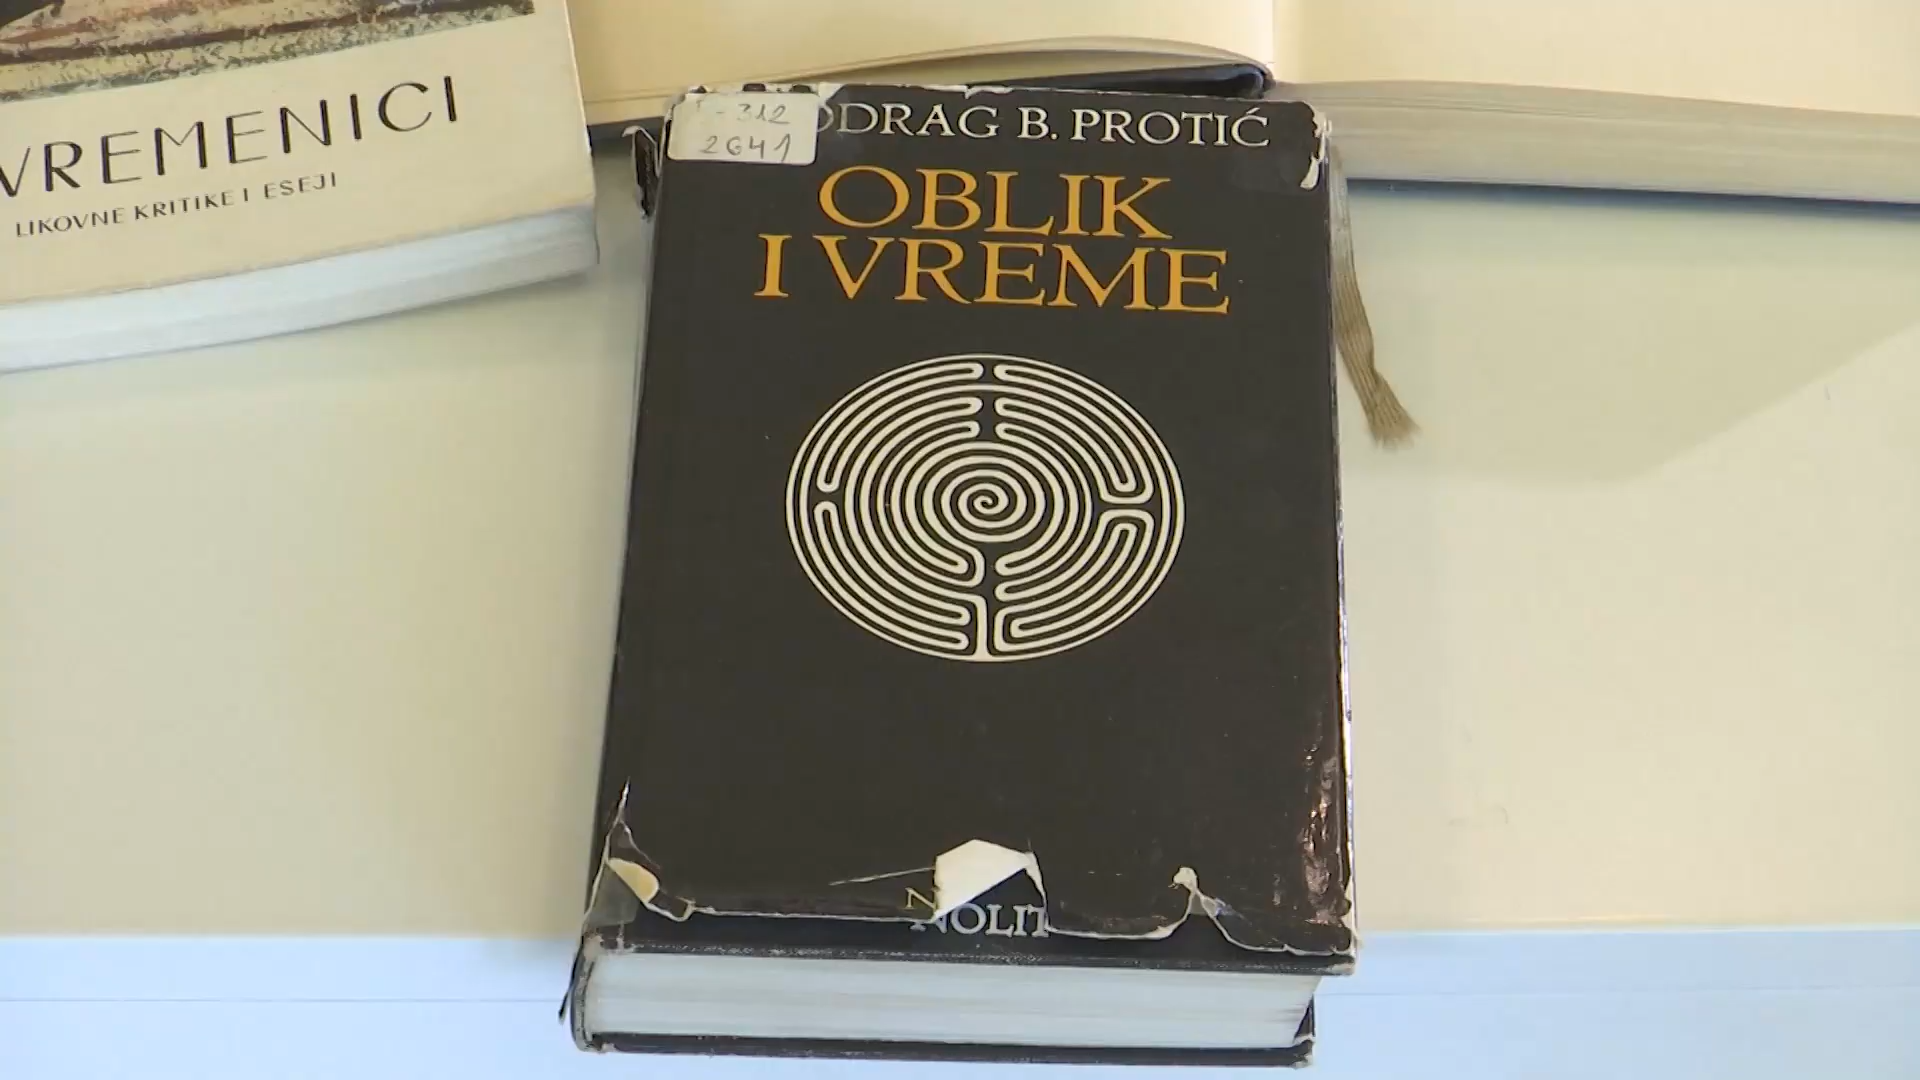 VREMENICI
LIKOVNE KRITIKE I ESEJI
312
2641
ODRAG B. PROTIĆ
OBLIK
I VREME
NOLIT